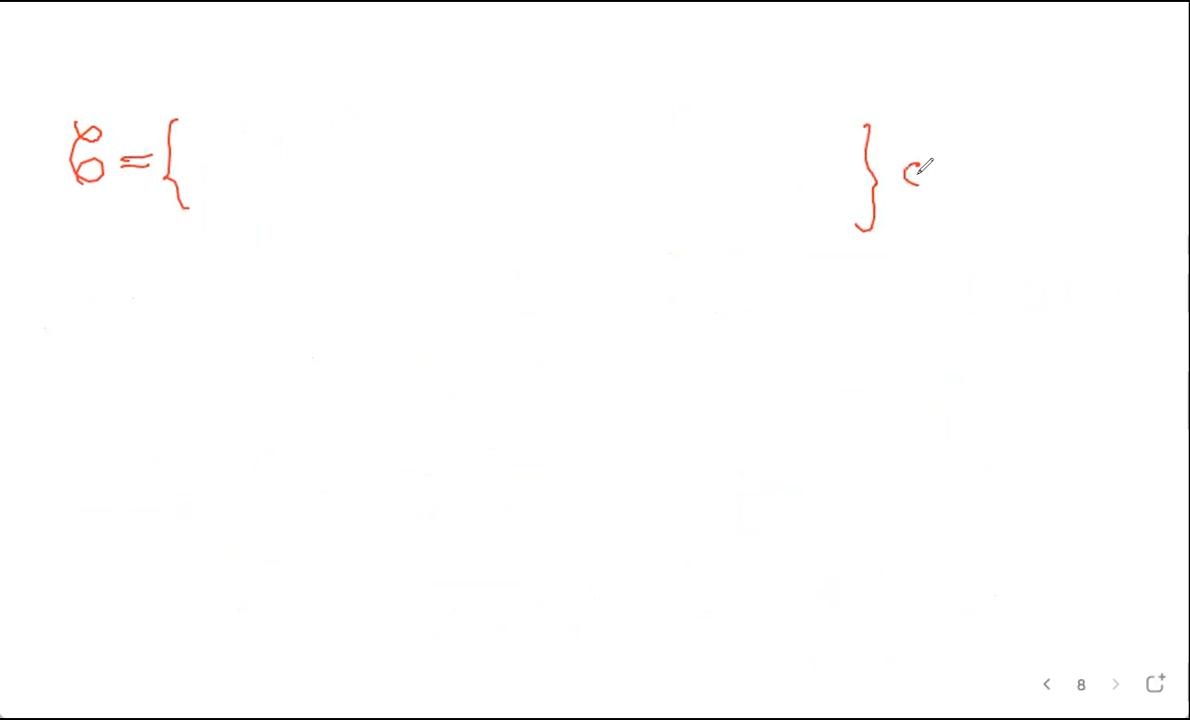 𝒞 = { } c
8